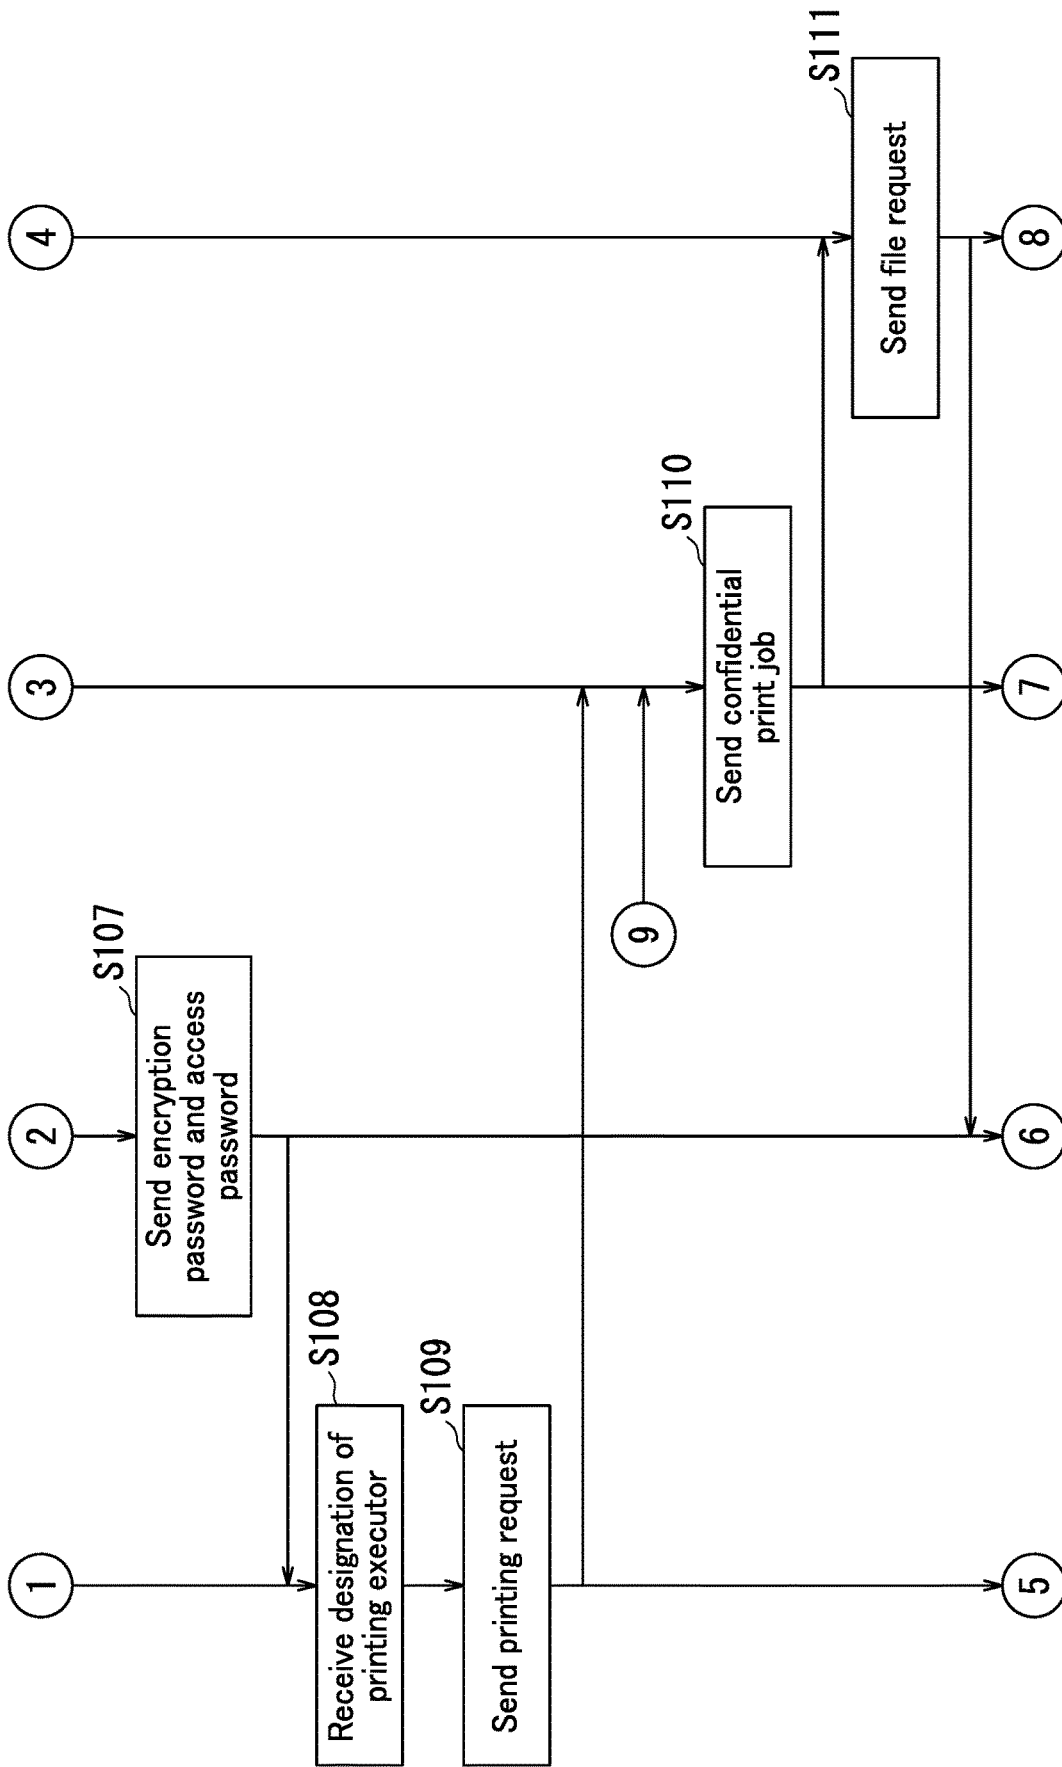 1
2
3
4
S107
Send encryption
password and access
password
S108
Receive designation of
printing executor
S109
Send printing request
9
S110
Send confidential
print job
S111
Send file request
5
6
7
8